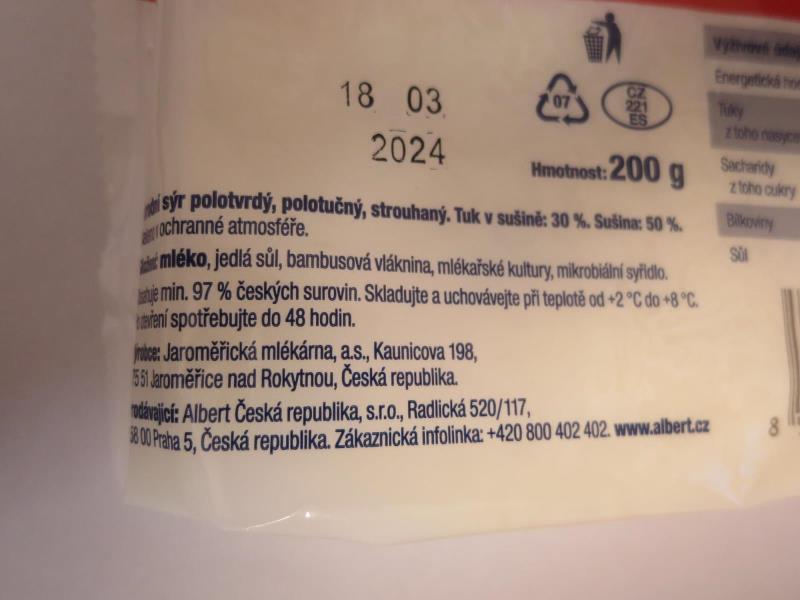 18 03
2024
07
CZ
221
ES
Hmotnost: 200 g
sýr polotvrdý, polotučný, strouhaný. Tuk v sušině: 30 %. Sušina: 50 %.
v ochranné atmosféře.
mléko, jedlá sůl, bambusová vláknina, mlékařské kultury, mikrobiální syřidlo.
min. 97 % českých surovin. Skladujte a uchovávejte při teplotě od +2 °C do +8 °C.
otevření spotřebujte do 48 hodin.
Jaroměřická mlékárna, a.s., Kaunicova 198,
51 Jaroměřice nad Rokytnou, Česká republika.
Albert Česká republika, s.r.o., Radlická 520/117,
00 Praha 5, Česká republika. Zákaznická infolinka: +420 800 402 402. www.albert.cz
Výživové
Energetická
Tuky
z toho
Sacharidy
z toho cukry
Bílkoviny
Sůl
8